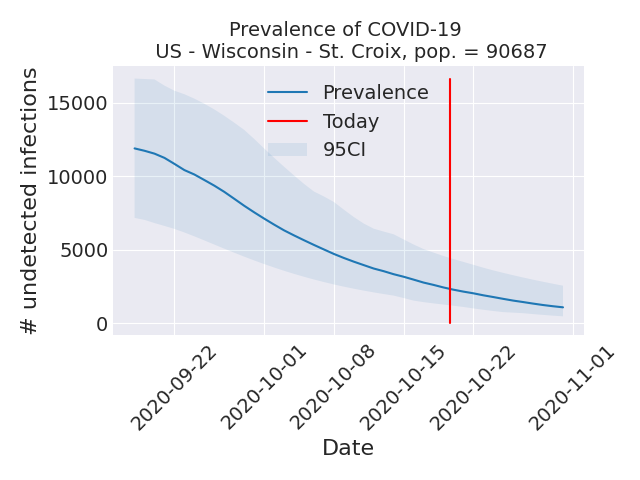 Prevalence of COVID-19
US - Wisconsin - St. Croix, pop. = 90687
# undetected infections
15000
10000
5000
0
Prevalence
Today
95CI
2020-09-22
2020-10-01
2020-10-08
2020-10-15
2020-10-22
2020-11-01
Date